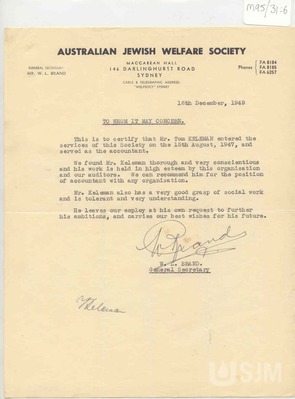 M95/31:6
AUSTRALIAN JEWISH WELFARE SOCIETY
MACCABEAN HALL
146 DARLINGHURST ROAD
SYDNEY
CABLE & TELEGRAPHIC ADDRESS
"WELSOCIETY" SYDNEY
GENERAL SECRETARY
MR. W. L. BRAND
Phones
FA 8184
FA 8185
FA 6257
16th December, 1949
TO WHOM IT MAY CONCERN.
This is to certify that Mr. Tom KELEMAN entered the
services of this Society on the 18th August, 1947, and
served as the accountant.
We found Mr. Keleman thorough and very conscientious
and his work is held in high esteem by this organisation
and our auditors. We can recommend him for the position
of accountant with any organisation.
Mr. Keleman also has a very good grasp of social work
and is tolerant and very understanding.
He leaves our employ at his own request to further
his ambitions, and carries our best wishes for his future.
W. L. BRAND.
General Secretary
TKeleman
SJM